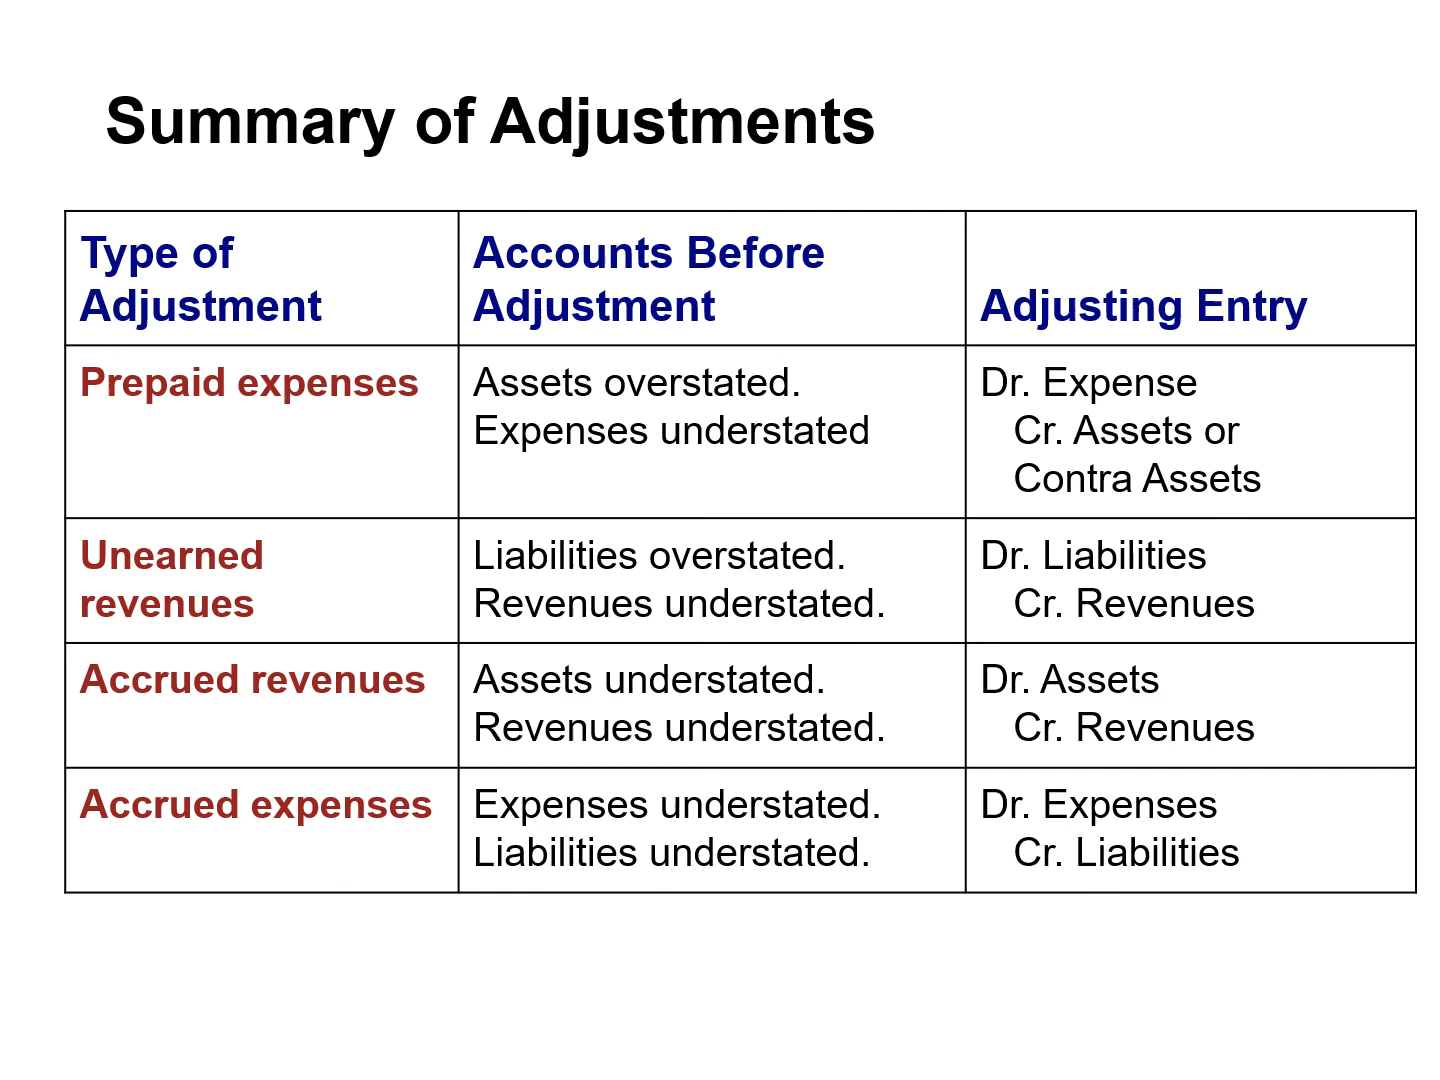 Summary of Adjustments
Type of
Adjustment
Accounts Before
Adjustment
Adjusting Entry
Prepaid expenses
Assets overstated.
Expenses understated
Dr. Expense
Cr. Assets or
Contra Assets
Unearned
revenues
Liabilities overstated.
Revenues understated.
Dr. Liabilities
Cr. Revenues
Accrued revenues
Assets understated.
Revenues understated.
Dr. Assets
Cr. Revenues
Accrued expenses
Expenses understated.
Liabilities understated.
Dr. Expenses
Cr. Liabilities